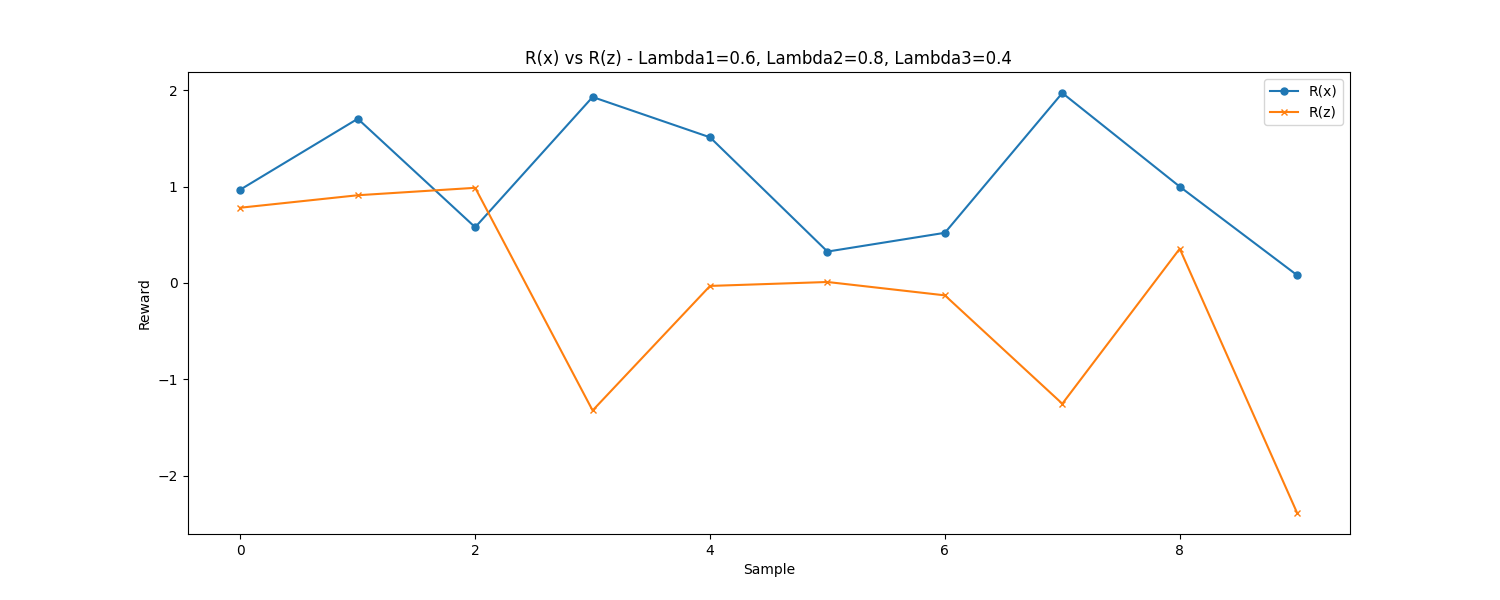 R(x) vs R(z) - Lambda1=0.6, Lambda2=0.8, Lambda3=0.4
R(x)
R(z)
2
1
0
−1
−2
Reward
0 2 4 6 8
Sample